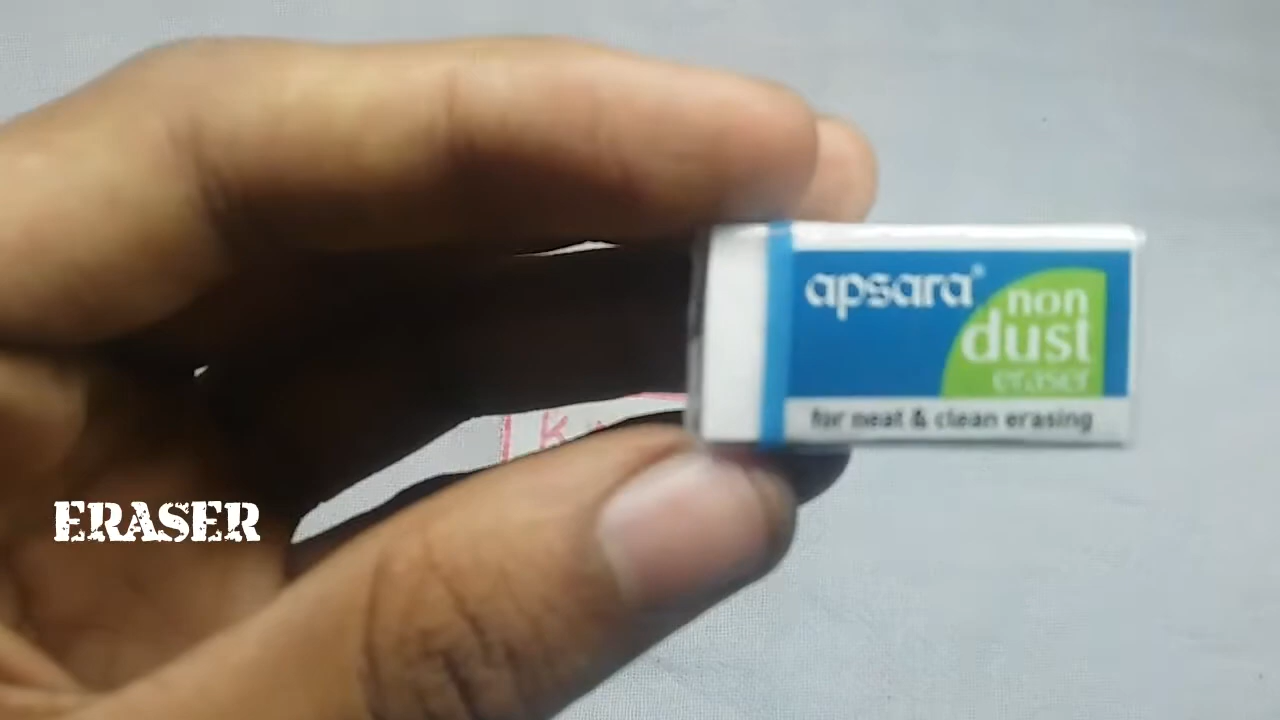 apsara®
non
dust
eraser
for neat & clean erasing
ERASER